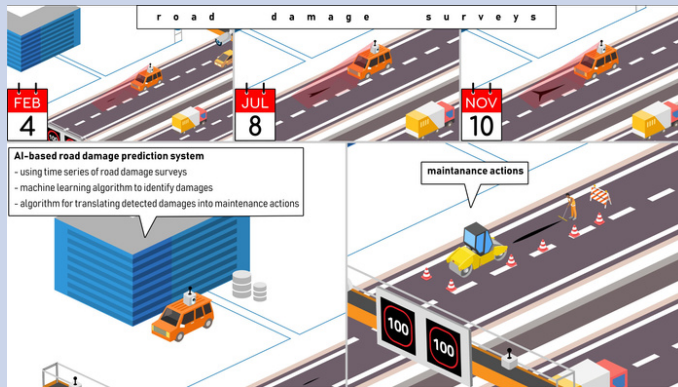 road damage surveys
FEB
4
JUL
8
NOV
10
AI-based road damage prediction system
- using time series of road damage surveys
- machine learning algorithm to identify damages
- algorithm for translating detected damages into maintenance actions
maintanance actions
100
100